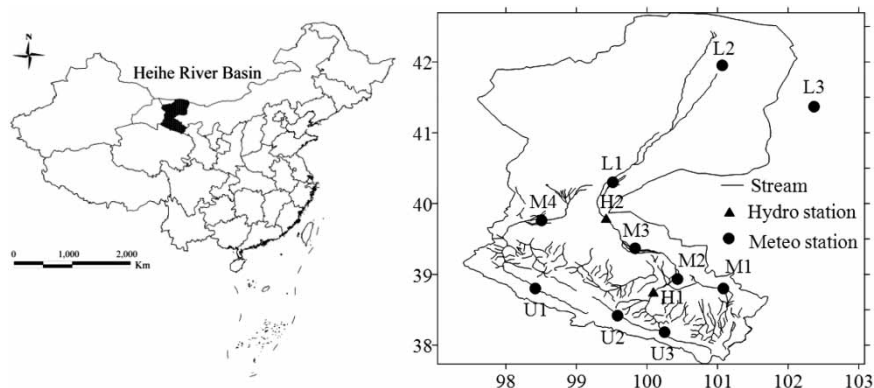 N
Heihe River Basin
0 1,000 2,000
Km
42
41
40
39
38
98 99 100 101 102 103
L2
L3
L1
M4
H2
M3
M2
M1
H1
U1
U2
U3
Stream
Hydro station
Meteo station